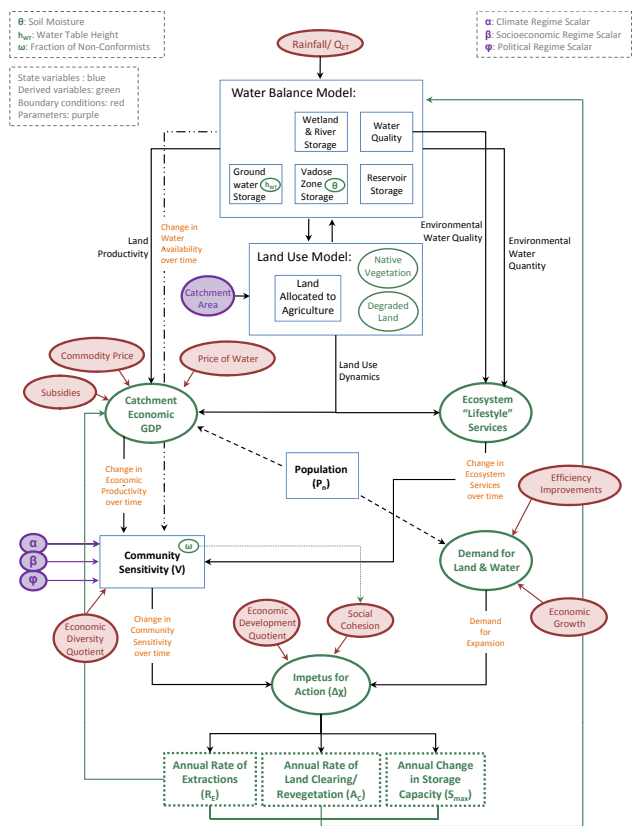 θ: Soil Moisture
hWT: Water Table Height
ω: Fraction of Non-Conformists
State variables : blue
Derived variables: green
Boundary conditions: red
Parameters: purple
Rainfall/ QET
α: Climate Regime Scalar
β: Socioeconomic Regime Scalar
φ: Political Regime Scalar
Water Balance Model:
Wetland
& River
Storage
Water
Quality
Ground
water
Storage
hWT
Vadose
Zone
Storage
θ
Reservoir
Storage
Land
Productivity
Change in
Water
Availability
over time
Environmental
Water Quality
Environmental
Water
Quantity
Land Use Model:
Native
Vegetation
Land
Allocated to
Agriculture
Degraded
Land
Catchment
Area
Commodity Price
Price of Water
Subsidies
Land Use
Dynamics
Catchment
Economic
GDP
Ecosystem
"Lifestyle"
Services
Change in
Economic
Productivity
over time
Population
(Pn)
Change in
Ecosystem
Services
over time
Efficiency
Improvements
α
β
φ
ω
Community
Sensitivity (V)
Demand for
Land & Water
Economic
Diversity
Quotient
Change in
Community
Sensitivity
over time
Economic
Development
Quotient
Social
Cohesion
Demand
for
Expansion
Economic
Growth
Impetus for
Action (Δχ)
Annual Rate of
Extractions
(RE)
Annual Rate of
Land Clearing/
Revegetation (AC)
Annual Change
in Storage
Capacity (Smax)